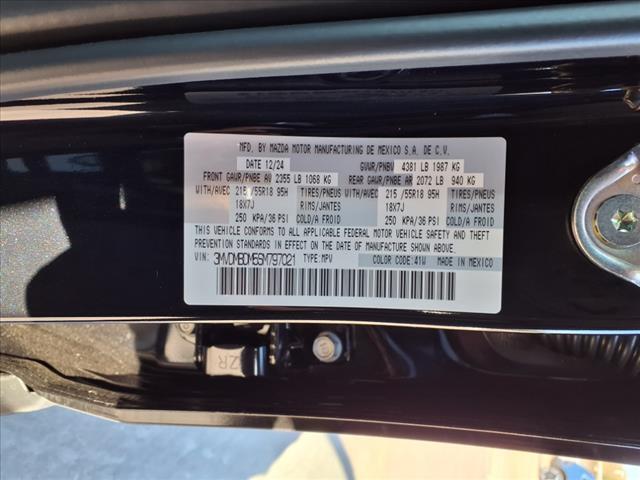 MFD. BY MAZDA MOTOR MANUFACTURING DE MEXICO S.A. DE C.V.
DATE 12/24 GVWR/PNBV 4381 LB 1987 KG
FRONT GAWR/PNBE AV 2355 LB 1068 KG REAR GAWR/PNBE AR 2072 LB 940 KG
WITH/AVEC 215 /55R18 95H TIRES/PNEUS WITH/AVEC 215 /55R18 95H TIRES/PNEUS
18X7J RIMS/JANTES 18X7J RIMS/JANTES
250 KPA/36 PSI COLD/A FROID 250 KPA/36 PSI COLD/A FROID
THIS VEHICLE CONFORMS TO ALL APPLICABLE FEDERAL MOTOR VEHICLE SAFETY AND THEFT
PREVENTION STANDARDS IN EFFECT ON THE DATE OF MANUFACTURE SHOWN ABOVE.
VIN: 3MVDMBDM5SM797021 TYPE: MPV COLOR CODE: 41W MADE IN MEXICO
ZR